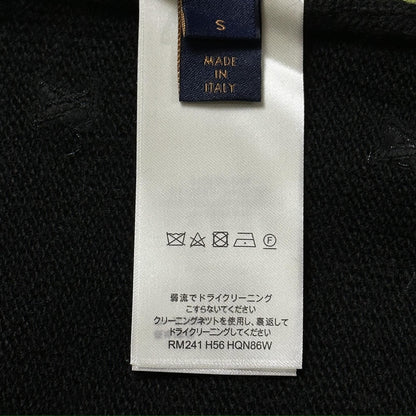 S
MADE
IN
ITALY
F
弱流でドライクリーニング
こすらないでください
クリーニングネツトを使用し、裏返して
ドライクリーニングしてください
RM241 H56 HQN86W